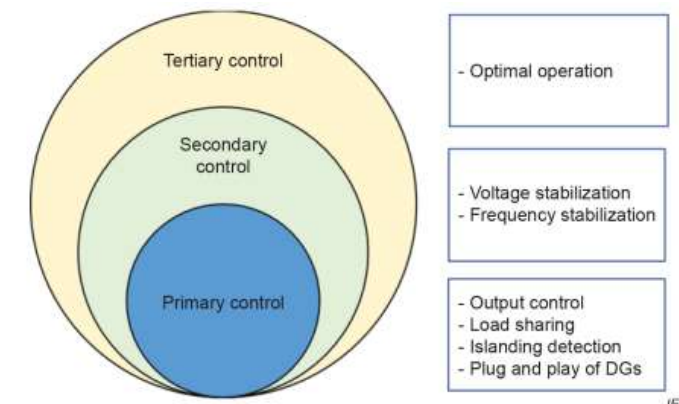 Tertiary control
- Optimal operation
Secondary
control
- Voltage stabilization
- Frequency stabilization
Primary control
- Output control
- Load sharing
- Islanding detection
- Plug and play of DGs